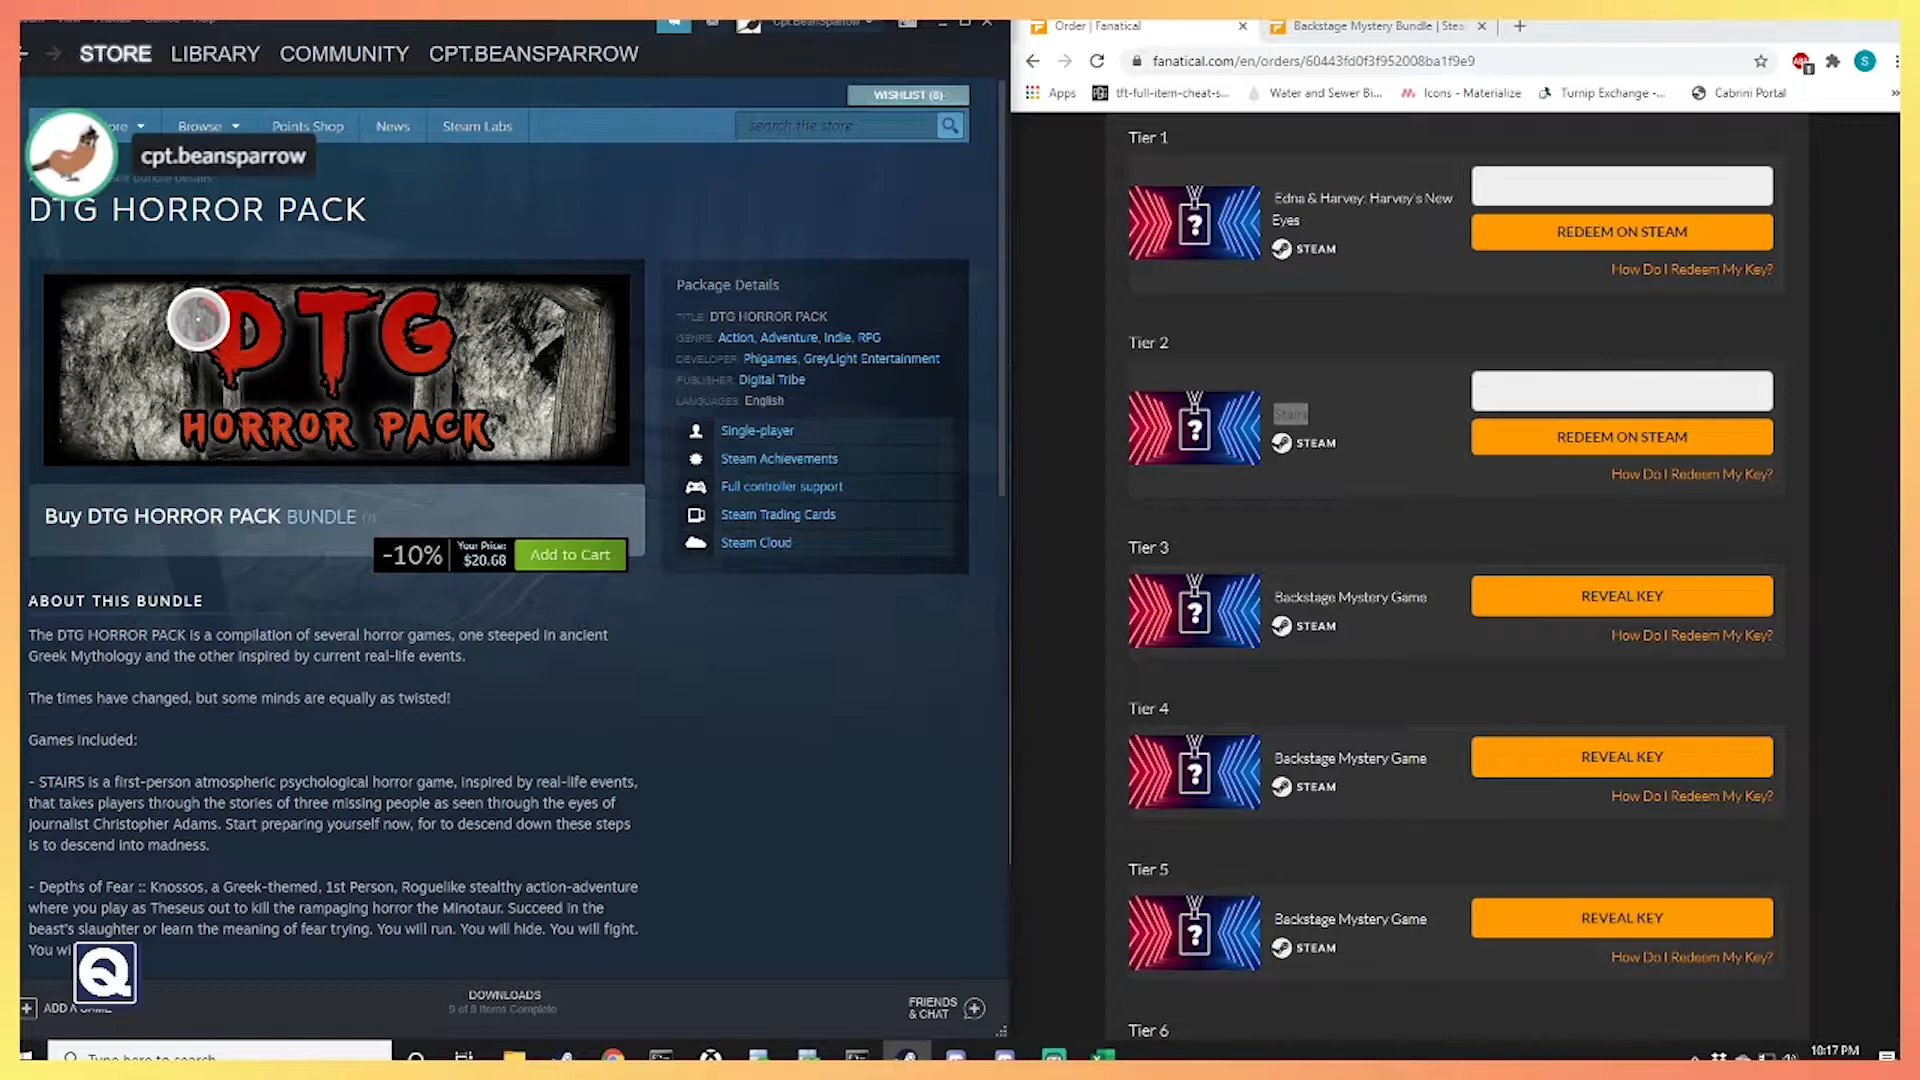 Cpt.BeanSparrow
STORE LIBRARY COMMUNITY CPT.BEANSPARROW
WISHLIST (8)
Browse Points Shop News Steam Labs search the store
cpt.beansparrow
DTG HORROR PACK
DTG
HORROR PACK
Package Details
TITLE: DTG HORROR PACK
GENRE: Action, Adventure, Indie, RPG
DEVELOPER: Phigames, GreyLight Entertainment
PUBLISHER: Digital Tribe
LANGUAGES: English
Single-player
Steam Achievements
Full controller support
Steam Trading Cards
Steam Cloud
Buy DTG HORROR PACK BUNDLE (?)
-10% Your Price: $20.68 Add to Cart
ABOUT THIS BUNDLE
The DTG HORROR PACK is a compilation of several horror games, one steeped in ancient
Greek Mythology and the other inspired by current real-life events.
The times have changed, but some minds are equally as twisted!
Games Included:
- STAIRS is a first-person atmospheric psychological horror game, inspired by real-life events,
that takes players through the stories of three missing people as seen through the eyes of
journalist Christopher Adams. Start preparing yourself now, for to descend down these steps
is to descend into madness.
- Depths of Fear :: Knossos, a Greek-themed, 1st Person, Roguelike stealthy action-adventure
where you play as Theseus out to kill the rampaging horror the Minotaur. Succeed in the
beast's slaughter or learn the meaning of fear trying. You will run. You will hide. You will fight.
You wi
Q
ADD A GAME
DOWNLOADS
9 of 9 Items Complete
FRIENDS
& CHAT
Type here to search
Order | Fanatical
Backstage Mystery Bundle | Stea
fanatical.com/en/orders/60443fd0f3f952008ba1f9e9
S
Apps tft-full-item-cheat-s... Water and Sewer Bi... Icons - Materialize Turnip Exchange -... Cabrini Portal »
Tier 1
Edna & Harvey: Harvey's New
Eyes
STEAM
REDEEM ON STEAM
How Do I Redeem My Key?
Tier 2
Stairs
STEAM
REDEEM ON STEAM
How Do I Redeem My Key?
Tier 3
Backstage Mystery Game
STEAM
REVEAL KEY
How Do I Redeem My Key?
Tier 4
Backstage Mystery Game
STEAM
REVEAL KEY
How Do I Redeem My Key?
Tier 5
Backstage Mystery Game
STEAM
REVEAL KEY
How Do I Redeem My Key?
Tier 6
10:17 PM